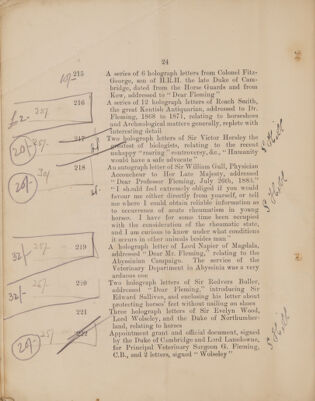 24
10/- 215 A series of 6 holograph letters from Colonel Fitz-
George, son of H.R.H. the late Duke of Cam-
bridge, dated from the Horse Guards and from
Kew, addressed to "Dear Fleming"
216 A series of 12 holograph letters of Roach Smith,
£2 25/- the great Kentish Antiquarian, addressed to Dr.
Fleming, 1868 to 1871, relating to horseshoes
and Archæological matters generally, replete with
interesting detail
217 Two holograph letters of Sir Victor Horsley the
20/- greatest of biologists, relating to the recent
unhappy "roaring" controversy, &c., "Humanity
would have a safe advocate"
218 An autograph letter of Sir William Gull, Physician
Accoucheur to Her Late Majesty, addressed
20/- "Dear Professor Fleming, July 26th, 1883."
"I should feel extremely obliged if you would
favour me either directly from yourself, or tell
me where I could obtain reliable information as
to occurrence of acute rheumatism in young
horses. I have for some time been occupied
with the consideration of the rheumatic state,
and I am curious to know under what conditions
it occurs in other animals besides man"
219 A holograph letter of Lord Napier of Magdala,
25/- addressed "Dear Mr. Fleming," relating to the
32/- Abyssinian Campaign. The service of the
Veterinary Department in Abyssinia was a very
arduous one
220 Two holograph letters of Sir Redvers Buller,
25/- addressed "Dear Fleming," introducing Sir
32/- Edward Sullivan, and enclosing his letter about
protecting horses' feet without nailing on shoes
221 Three holograph letters of Sir Evelyn Wood,
Lord Wolseley, and the Duke of Northumber-
land, relating to horses
222 Appointment grant and official document, signed
20/- 25/- by the Duke of Cambridge and Lord Lansdowne,
for Principal Veterinary Surgeon G. Fleming,
C.B., and 2 letters, signed "Wolseley"